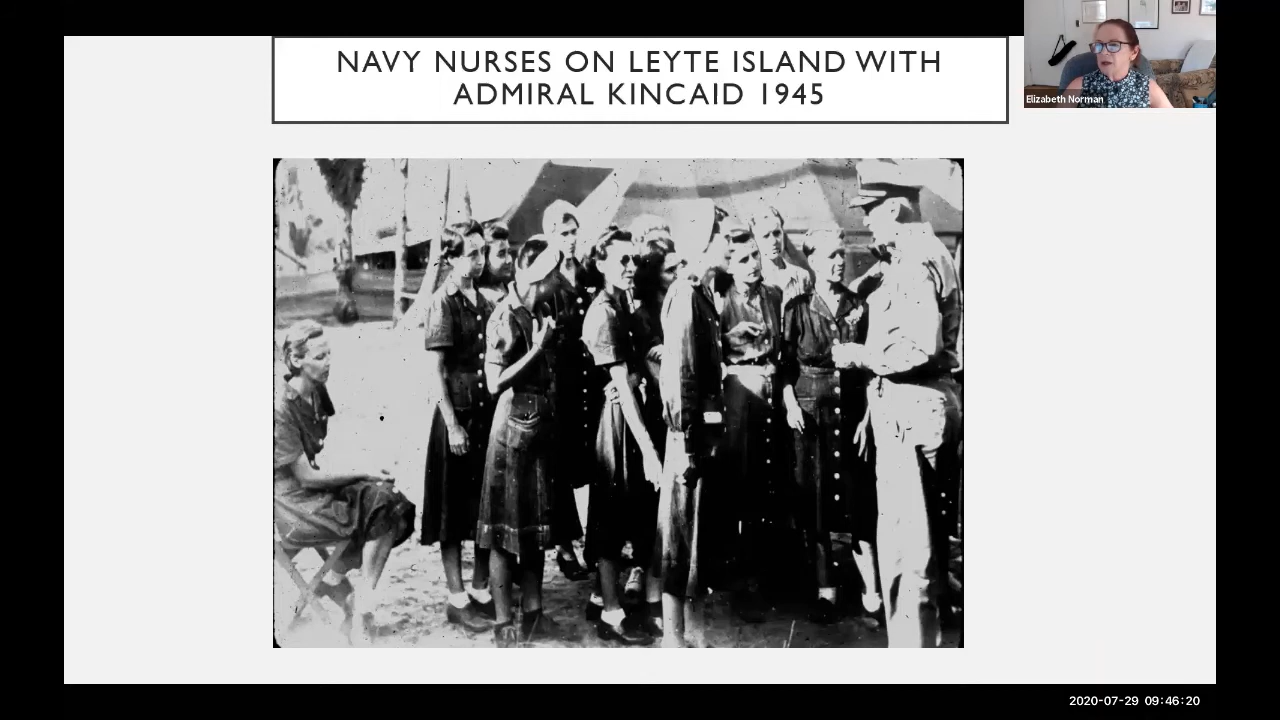 NAVY NURSES ON LEYTE ISLAND WITH
ADMIRAL KINCAID 1945
Elizabeth Norman
2020-07-29 09:46:20